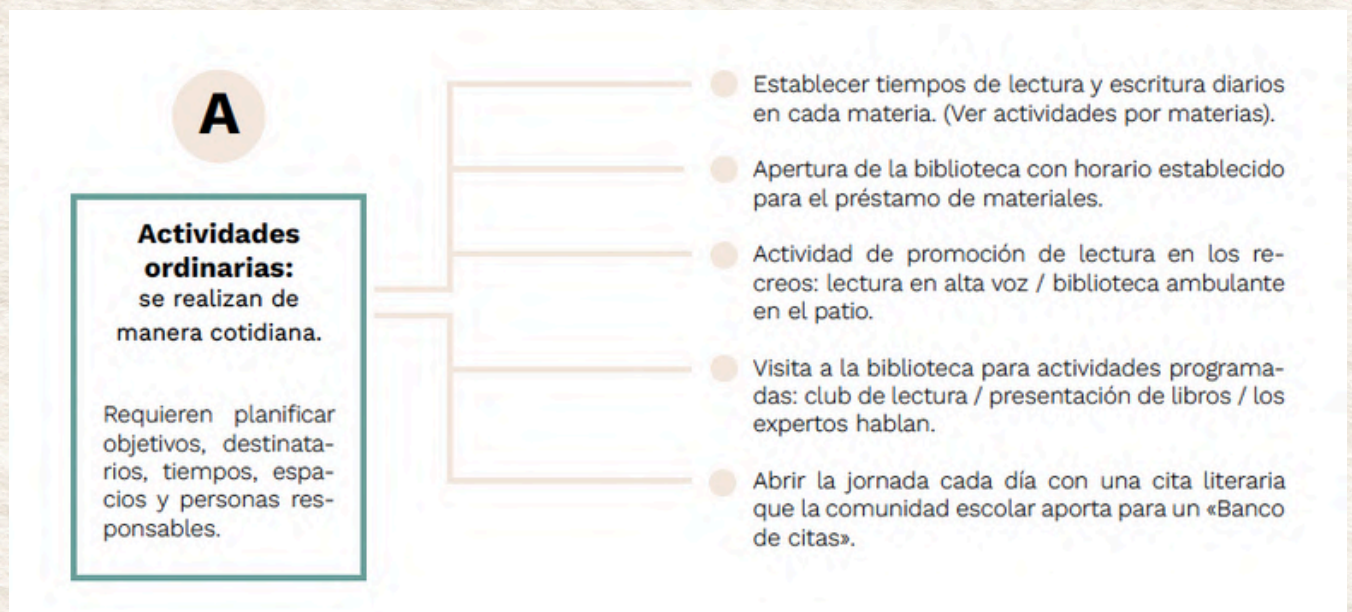 A
Actividades
ordinarias:
se realizan de
manera cotidiana.
Requieren planificar
objetivos, destinata-
rios, tiempos, espa-
cios y personas res-
ponsables.
Establecer tiempos de lectura y escritura diarios
en cada materia. (Ver actividades por materias).
Apertura de la biblioteca con horario establecido
para el préstamo de materiales.
Actividad de promoción de lectura en los re-
creos: lectura en alta voz / biblioteca ambulante
en el patio.
Visita a la biblioteca para actividades programa-
das: club de lectura / presentación de libros / los
expertos hablan.
Abrir la jornada cada día con una cita literaria
que la comunidad escolar aporta para un «Banco
de citas».